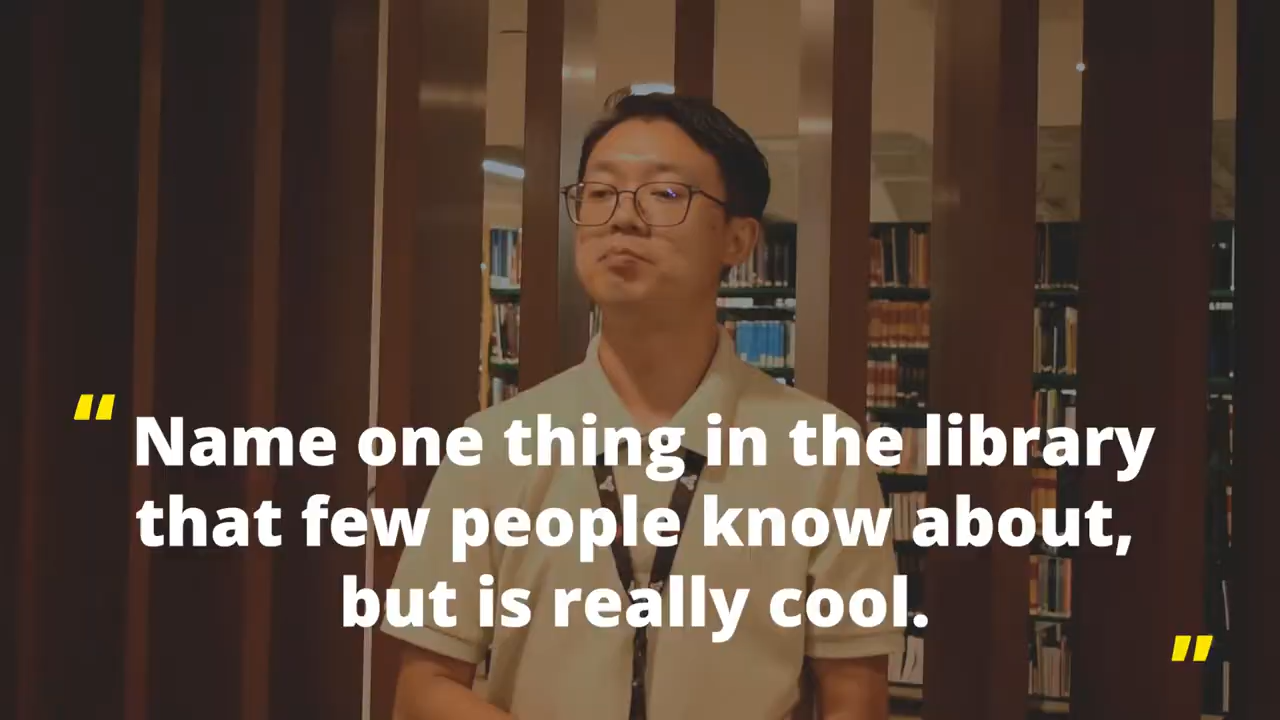 "Name one thing in the library
that few people know about,
but is really cool."